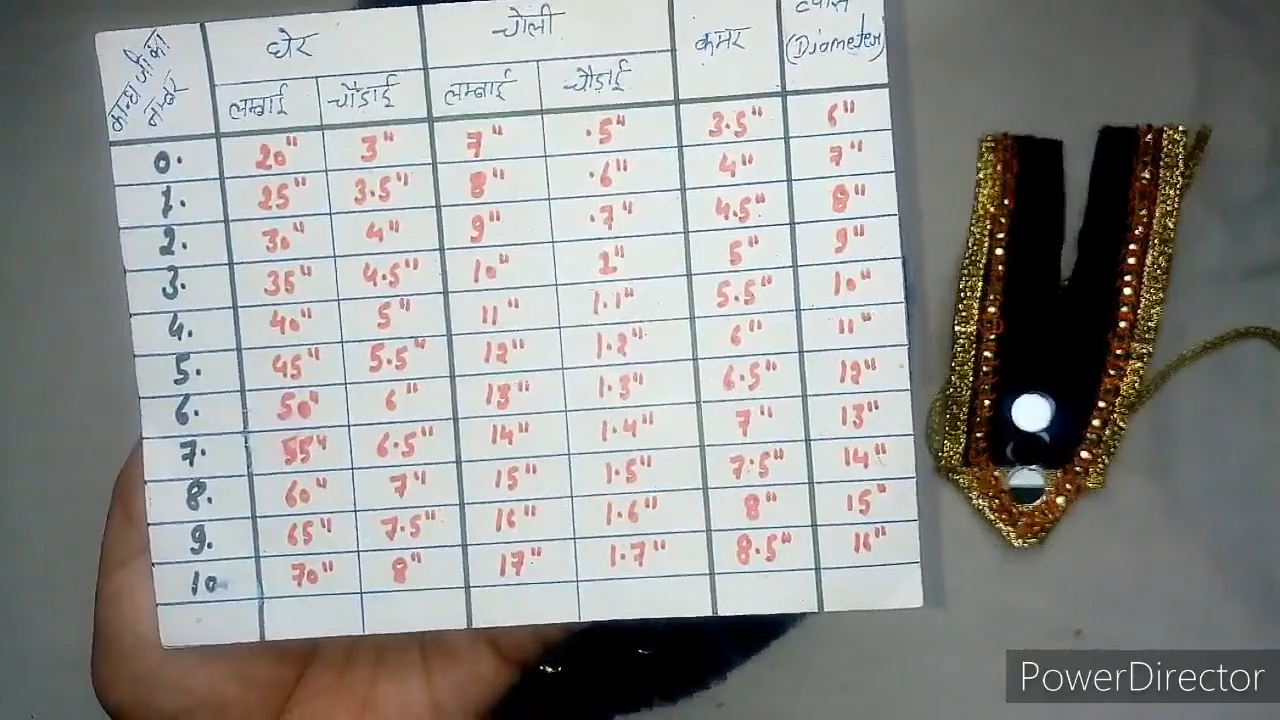 कान्हा जी का नम्बर घेर चोली कमर व्यास (Diameter)
लम्बाई चौड़ाई लम्बाई चौड़ाई
0. 20" 3" 7" .5" 3.5" 6"
1. 25" 3.5" 8" .6" 4" 7"
2. 30" 4" 9" .7" 4.5" 8"
3. 35" 4.5" 10" 1" 5" 9"
4. 40" 5" 11" 1.1" 5.5" 10"
5. 45" 5.5" 12" 1.2" 6" 11"
6. 50" 6" 13" 1.3" 6.5" 12"
7. 55" 6.5" 14" 1.4" 7" 13"
8. 60" 7" 15" 1.5" 7.5" 14"
9. 65" 7.5" 16" 1.6" 8" 15"
10 70" 8" 17" 1.7" 8.5" 16"
PowerDirector